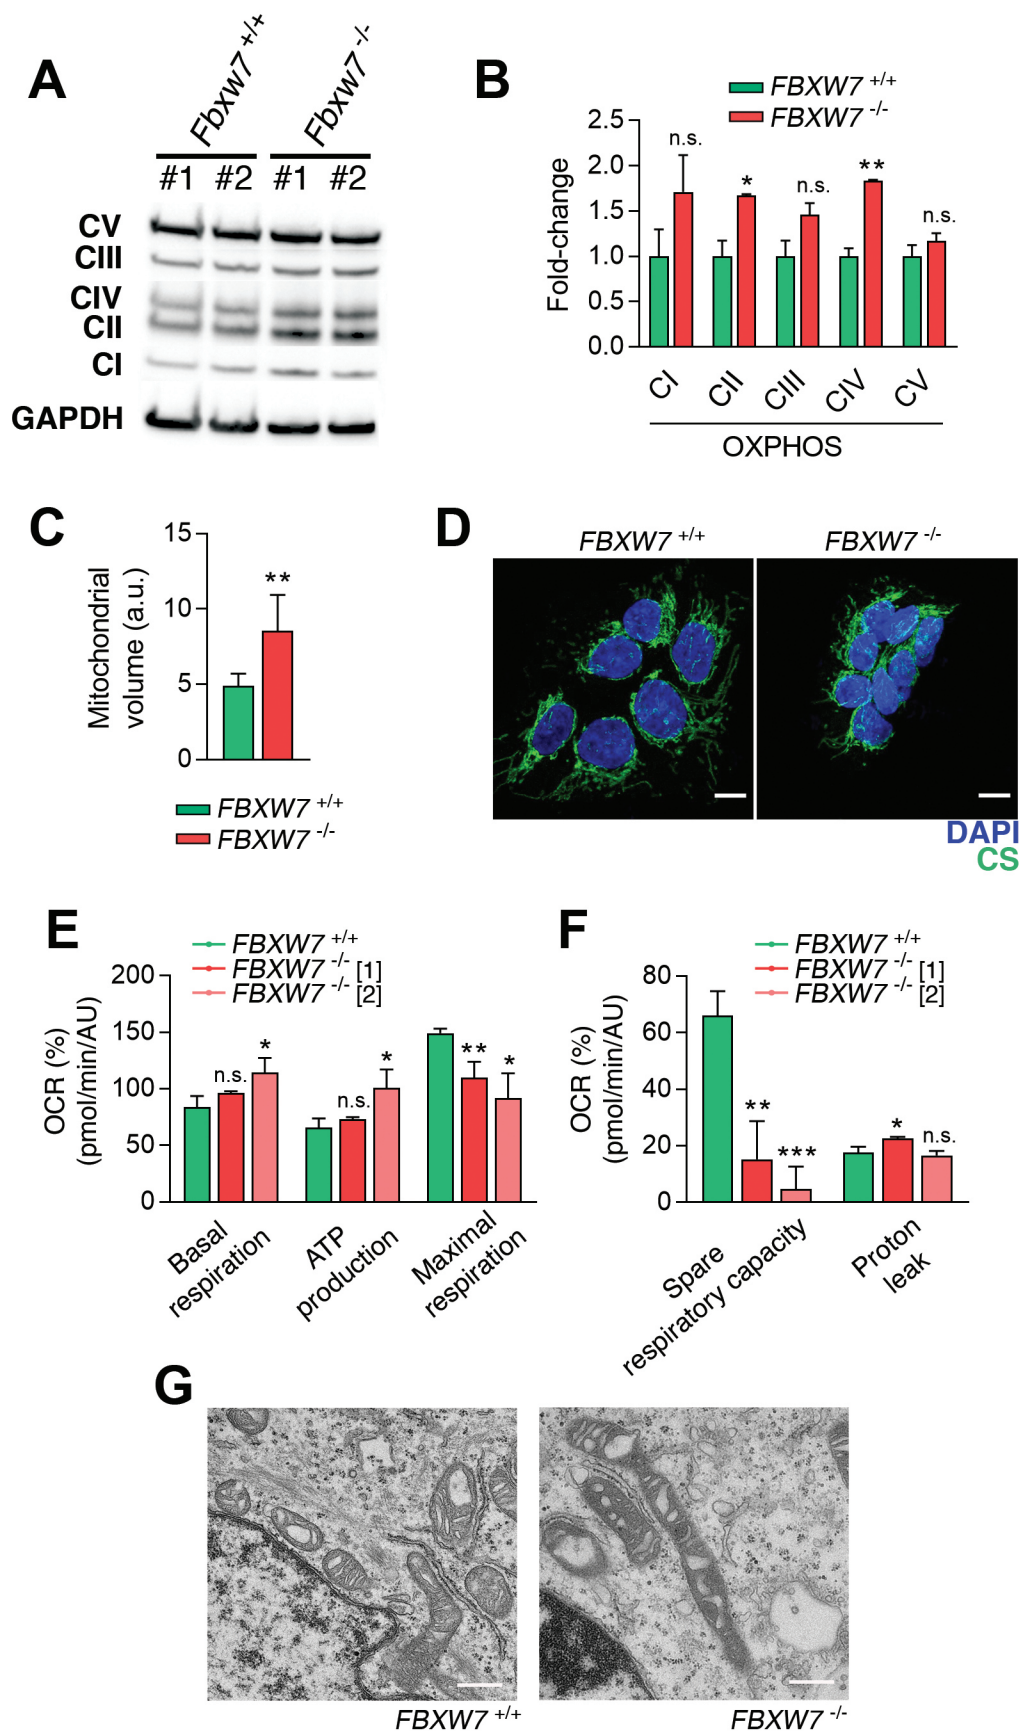 A
Fbxw7 +/+
Fbxw7 -/-
#1 #2 #1 #2
CV
CIII
CIV
CII
CI
GAPDH
B
FBXW7 +/+
FBXW7 -/-
Fold-change
2.5
2.0
1.5
1.0
0.5
0.0
n.s.
*
n.s.
**
n.s.
CI
CII
CIII
CIV
CV
OXPHOS
C
Mitochondrial
volume (a.u.)
15
10
5
0
**
FBXW7 +/+
FBXW7 -/-
D
FBXW7 +/+
FBXW7 -/-
DAPI
CS
E
FBXW7 +/+
FBXW7 -/- [1]
FBXW7 -/- [2]
OCR (%)
(pmol/min/AU)
200
150
100
50
0
n.s.
*
n.s.
*
**
*
Basal
respiration
ATP
production
Maximal
respiration
F
FBXW7 +/+
FBXW7 -/- [1]
FBXW7 -/- [2]
OCR (%)
(pmol/min/AU)
80
60
40
20
0
**
***
*
n.s.
Spare
respiratory capacity
Proton
leak
G
FBXW7 +/+
FBXW7 -/-